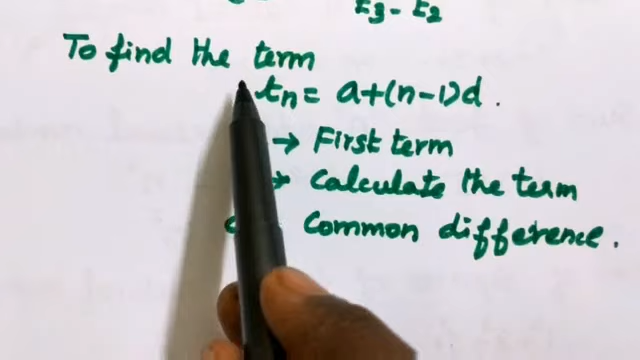 t3 - t2
To find the term
tn = a+(n-1)d.
→ First term
→ Calculate the term
common difference.